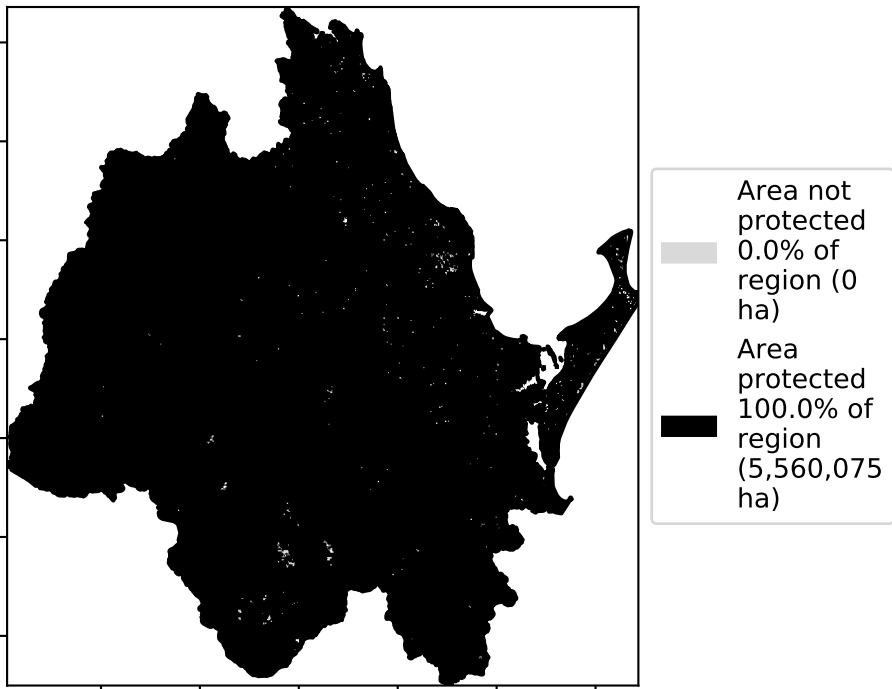 Area not
protected
0.0% of
region (0
ha)
Area
protected
100.0% of
region
(5,560,075
ha)